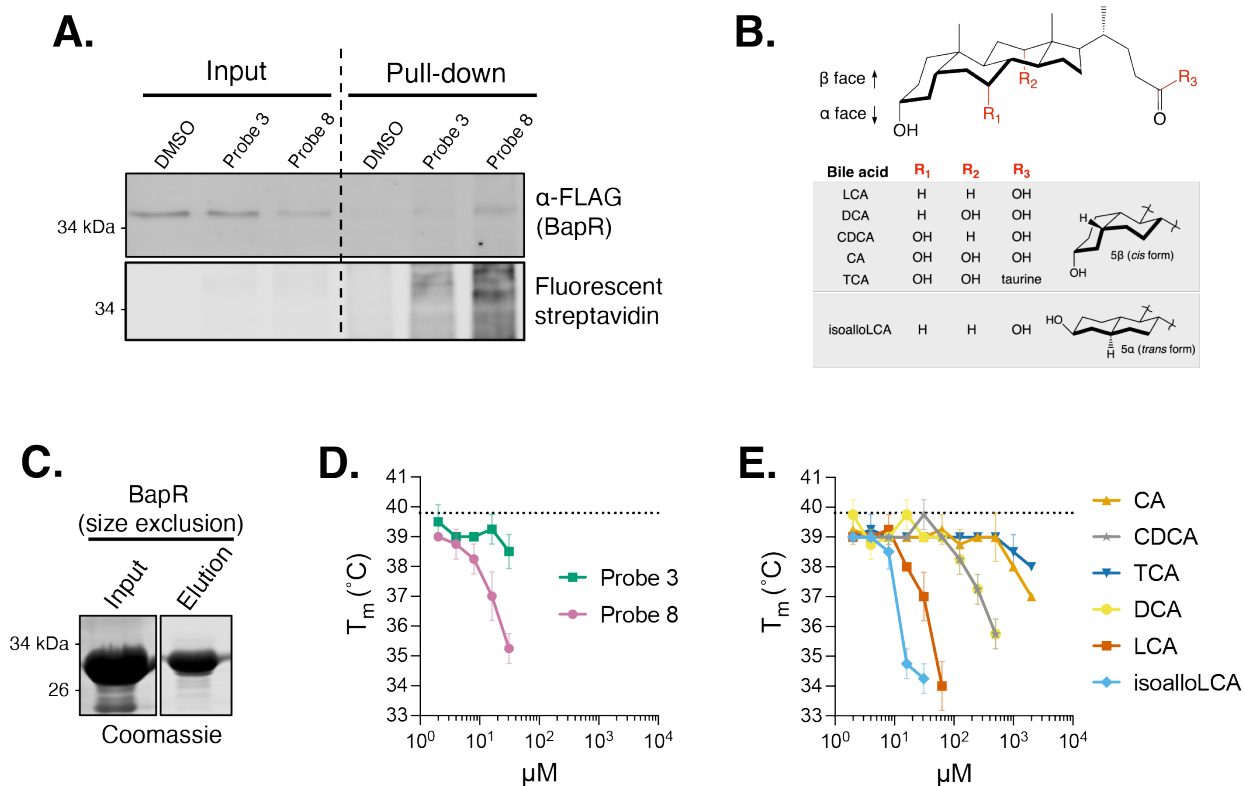 A.
Input
Pull-down
DMSO
Probe 3
Probe 8
DMSO
Probe 3
Probe 8
34 kDa
α-FLAG
(BapR)
34
Fluorescent
streptavidin
B.
β face ↑
α face ↓
OH
R1
R2
R3
O
Bile acid R1 R2 R3
LCA H H OH
DCA H OH OH
CDCA OH H OH
CA OH OH OH
TCA OH OH taurine
H
OH
5β (cis form)
isoalloLCA H H OH
HO
H
5α (trans form)
C.
BapR
(size exclusion)
Input
Elution
34 kDa
26
Coomassie
D.
Tm (˚C)
41
40
39
38
37
36
35
34
33
10⁰ 10¹ 10² 10³ 10⁴
µM
Probe 3
Probe 8
E.
Tm (˚C)
41
40
39
38
37
36
35
34
33
10⁰ 10¹ 10² 10³ 10⁴
µM
CA
CDCA
TCA
DCA
LCA
isoalloLCA